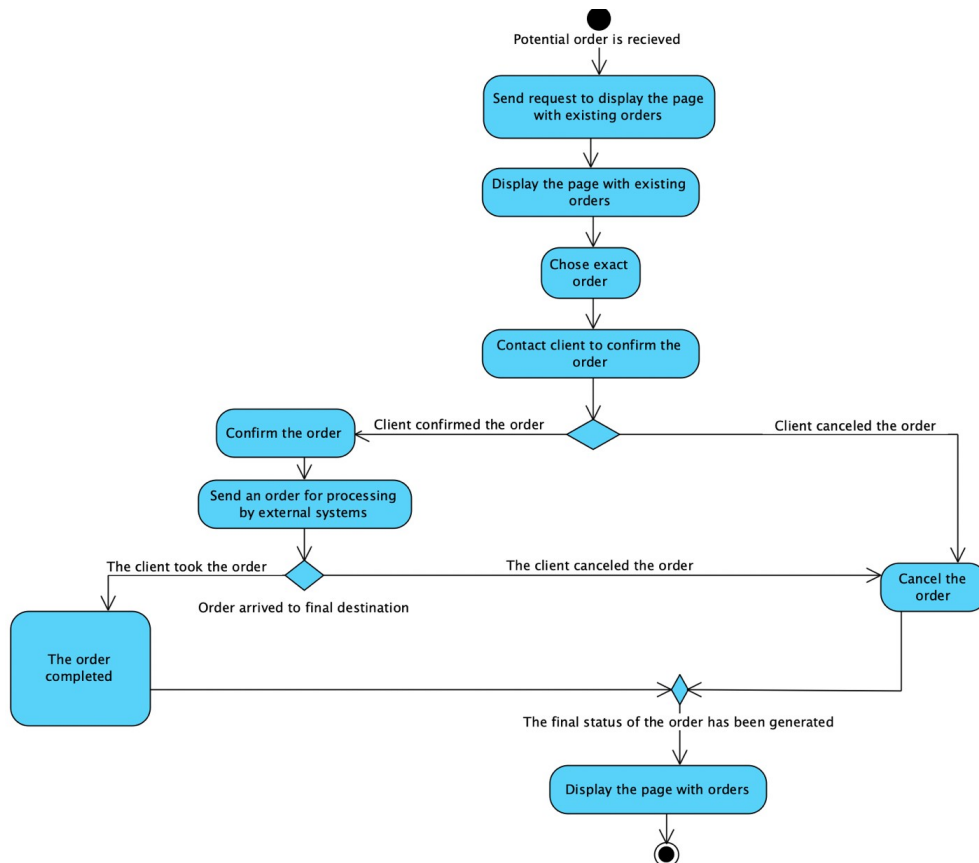 Potential order is recieved
Send request to display the page
with existing orders
Display the page with existing
orders
Chose exact
order
Contact client to confirm the
order
Client confirmed the order
Client canceled the order
Confirm the order
Send an order for processing
by external systems
The client took the order
The client canceled the order
Order arrived to final destination
Cancel the
order
The order
completed
The final status of the order has been generated
Display the page with orders